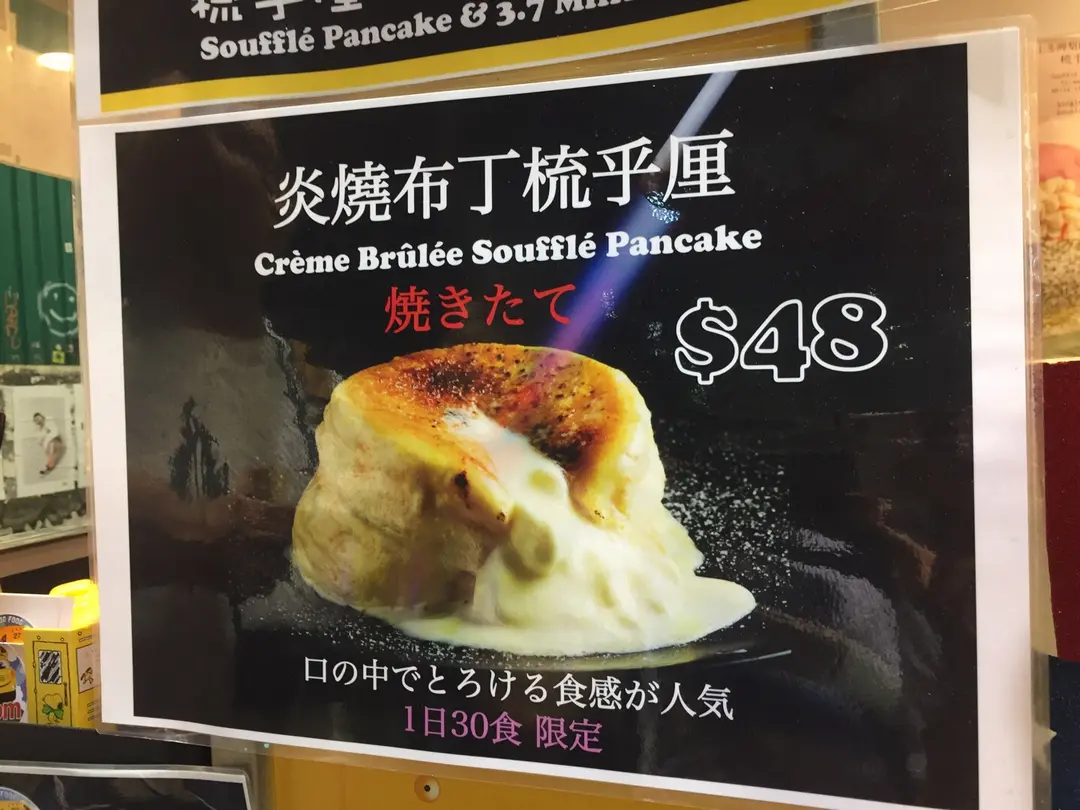 Soufflé Pancake & 3.7 
炎燒布丁梳乎厘
Crème Brûlée Soufflé Pancake
焼きたて
$48
口の中でとろける食感が人気
1日30食 限定